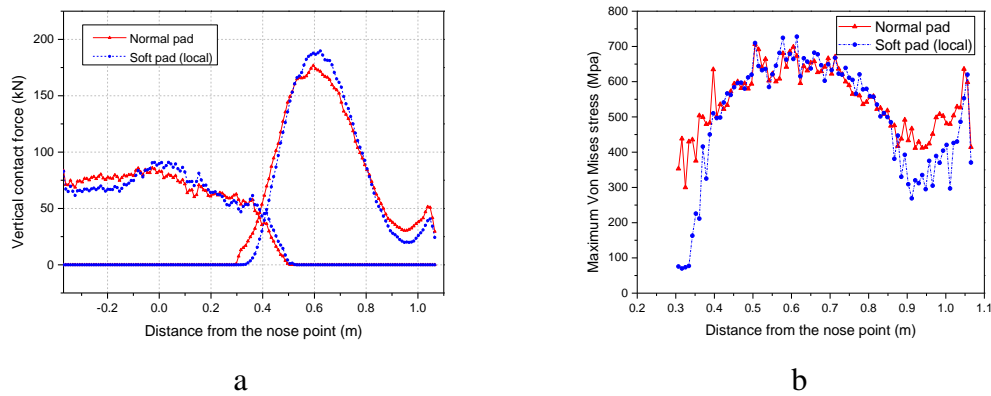 Normal pad
Soft pad (local)
200
150
100
50
0
Vertical contact force (kN)
-0.2 0.0 0.2 0.4 0.6 0.8 1.0
Distance from the nose point (m)
a
Normal pad
Soft pad (local)
800
700
600
500
400
300
200
100
0
Maximum Von Mises stress (Mpa)
0.2 0.3 0.4 0.5 0.6 0.7 0.8 0.9 1.0 1.1
Distance from the nose point (m)
b